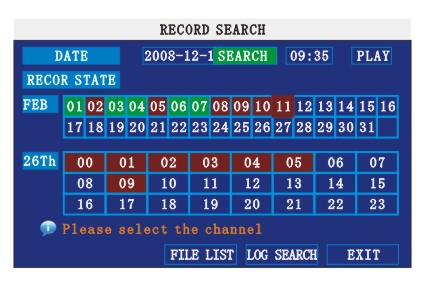 RECORD SEARCH
DATE 2008-12-1 SEARCH 09:35 PLAY
RECOR STATE
FEB 01 02 03 04 05 06 07 08 09 10 11 12 13 14 15 16
17 18 19 20 21 22 23 24 25 26 27 28 29 30 31
26Th 00 01 02 03 04 05 06 07
08 09 10 11 12 13 14 15
16 17 18 19 20 21 22 23
Please select the channel
FILE LIST LOG SEARCH EXIT